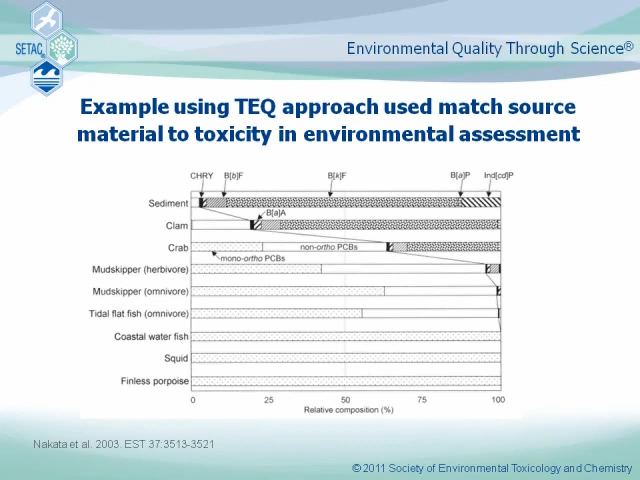 SETAC
Environmental Quality Through Science®
Example using TEQ approach used match source
material to toxicity in environmental assessment
CHRY B[b]F B[k]F B[a]P Ind[cd]P
Sediment
B[a]A
Clam
Crab
non-ortho PCBs
mono-ortho PCBs
Mudskipper (herbivore)
Mudskipper (omnivore)
Tidal flat fish (omnivore)
Coastal water fish
Squid
Finless porpoise
0 25 50 75 100
Relative composition (%)
Nakata et al. 2003. EST 37:3513-3521
© 2011 Society of Environmental Toxicology and Chemistry